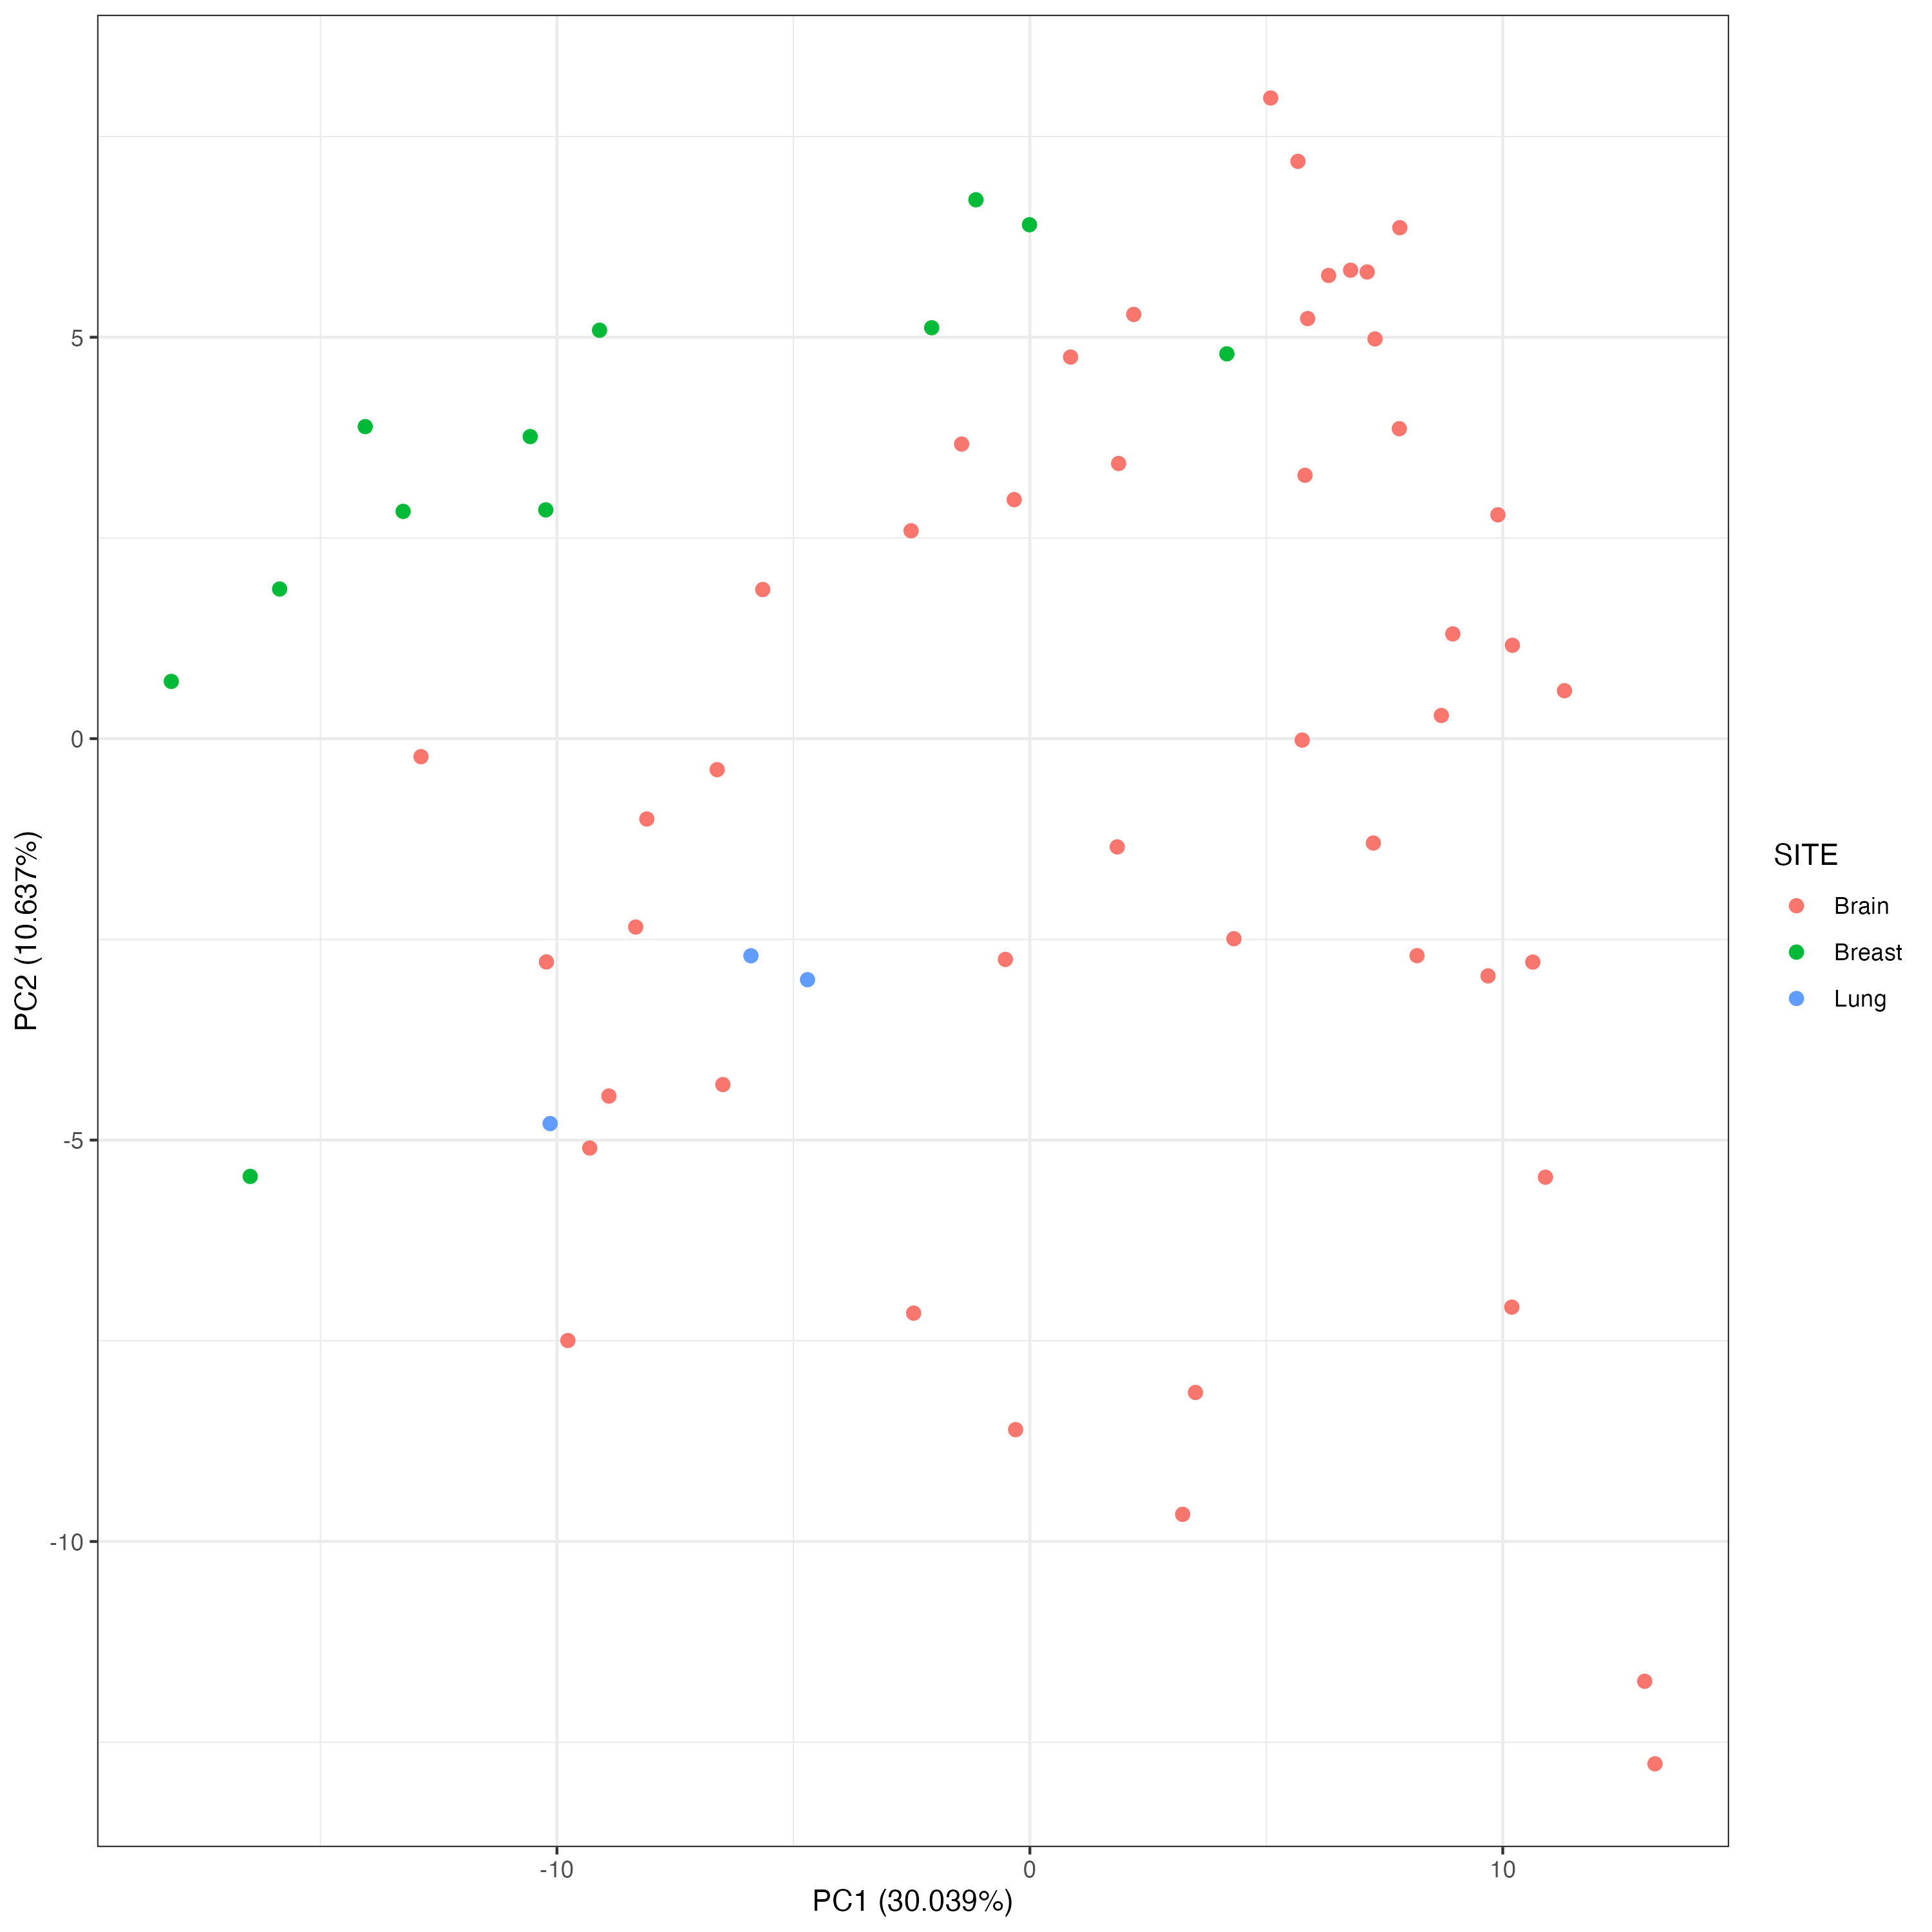 PC2 (10.637%)
5
0
-5
-10
-10
0
10
PC1 (30.039%)
SITE
Brain
Breast
Lung